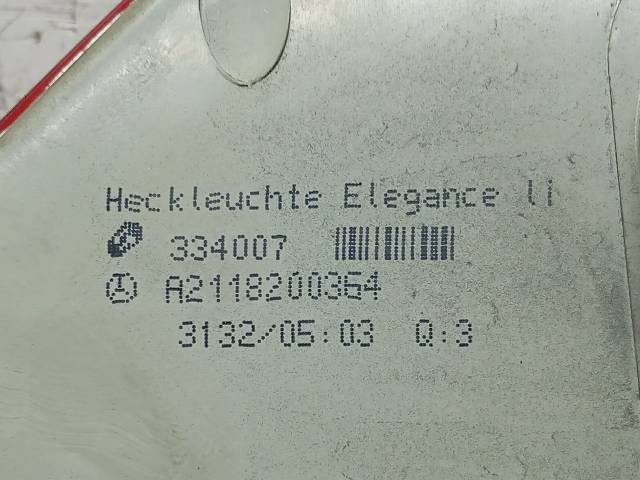 Heckleuchte Elegance li
334007
A2118200364
3132/05:03 Q:3